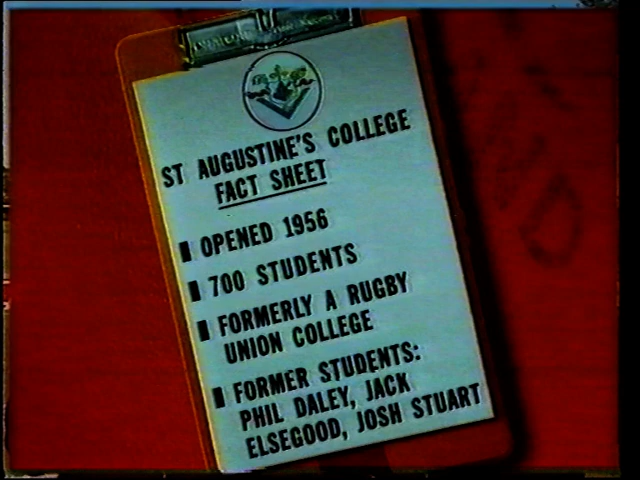 ST AUGUSTINE'S COLLEGE
FACT SHEET
OPENED 1956
700 STUDENTS
FORMERLY A RUGBY
UNION COLLEGE
FORMER STUDENTS:
PHIL DALEY, JACK
ELSEGOOD, JOSH STUART